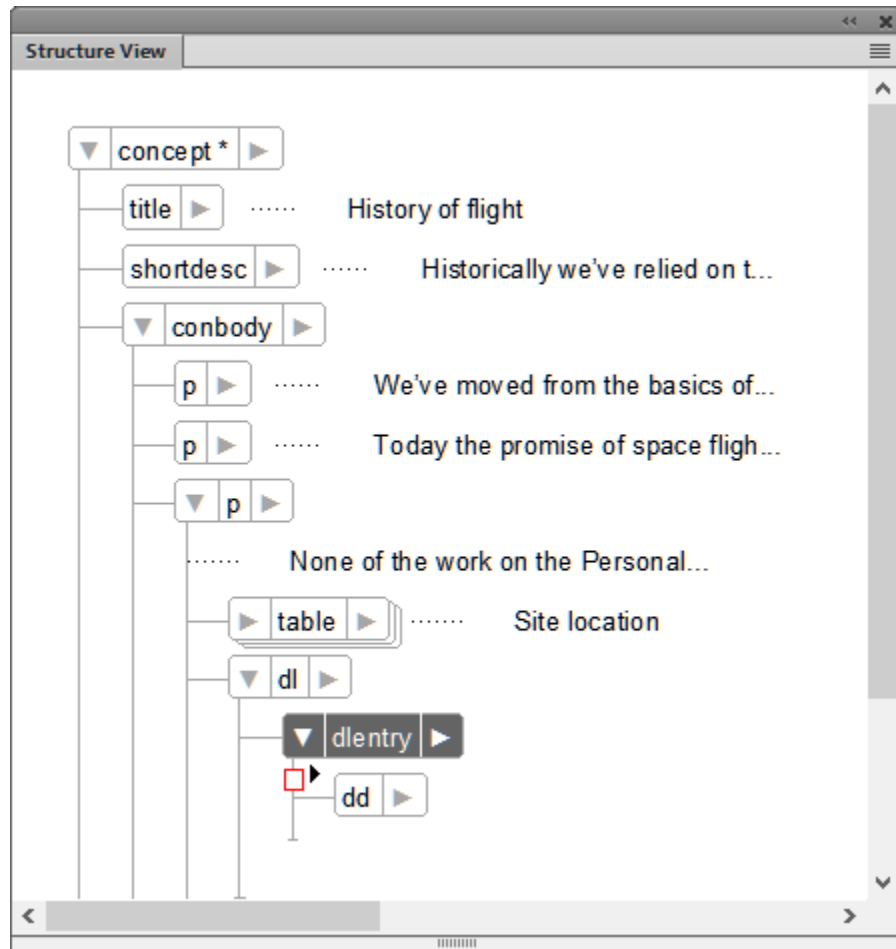 Structure View
concept *
title ...... History of flight
shortdesc ...... Historically we've relied on t...
conbody
p ...... We've moved from the basics of...
p ...... Today the promise of space fligh...
p
....... None of the work on the Personal...
table ....... Site location
dl
dlentry
dd